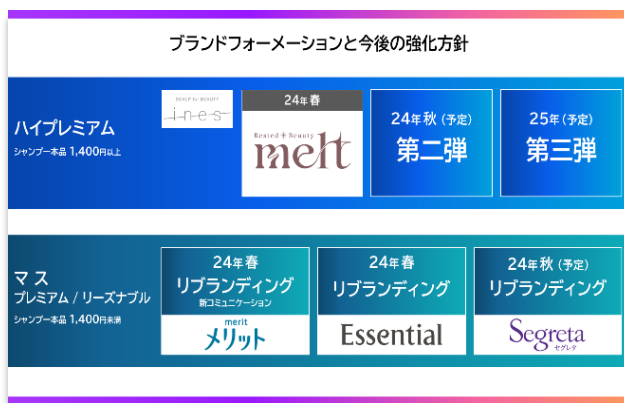 ブランドフォーメーションと今後の強化方針
ハイプレミアム
シャンプー本品 1,400円以上
SCALP for BEAUTY
ines
24年春
Rested + Beauty
melt
24年秋（予定）
第二弾
25年（予定）
第三弾
マス
プレミアム / リーズナブル
シャンプー本品 1,400円未満
24年春
リブランディング
新コミュニケーション
merit
メリット
24年春
リブランディング
Essential
24年秋（予定）
リブランディング
Segreta
セグレタ